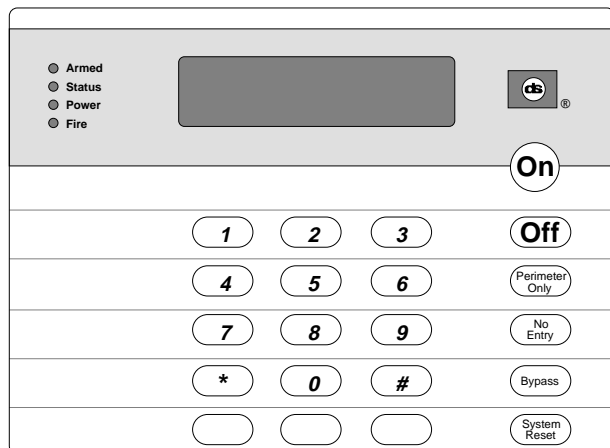 Armed
Status
Power
Fire
ds
®
On
1 2 3 Off
4 5 6 Perimeter
Only
7 8 9 No
Entry
* 0 # Bypass
System
Reset